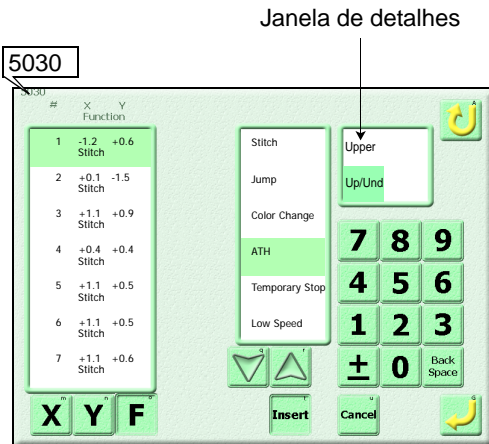 Janela de detalhes
5030
5030
# X Y
Function
1 -1.2 +0.6
Stitch
2 +0.1 -1.5
Stitch
3 +1.1 +0.9
Stitch
4 +0.4 +0.4
Stitch
5 +1.1 +0.5
Stitch
6 +1.1 +0.5
Stitch
7 +1.1 +0.6
Stitch
Stitch
Jump
Color Change
ATH
Temporary Stop
Low Speed
Upper
Up/Und
A
7 8 9
4 5 6
1 2 3
± 0 Back
Space
q r
m n o
X Y F
t
Insert
u
Cancel
G